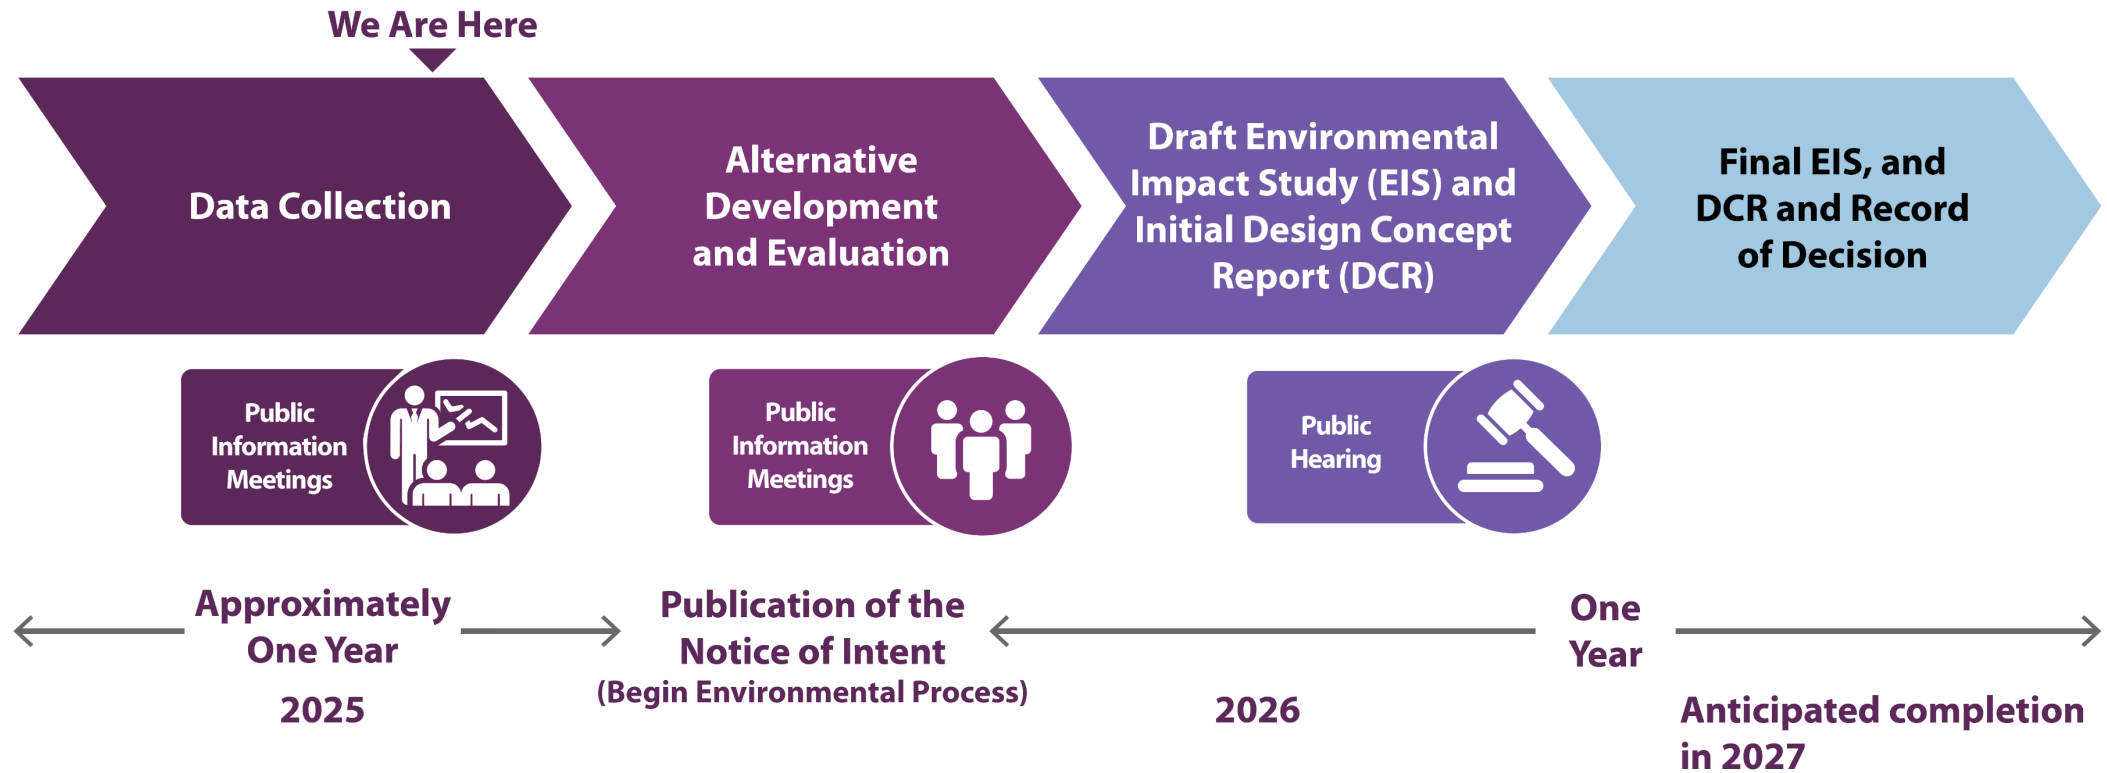 We Are Here
Data Collection
Alternative
Development
and Evaluation
Draft Environmental
Impact Study (EIS) and
Initial Design Concept
Report (DCR)
Final EIS, and
DCR and Record
of Decision
Public
Information
Meetings
Public
Information
Meetings
Public
Hearing
Approximately
One Year
2025
Publication of the
Notice of Intent
(Begin Environmental Process)
One
Year
2026
Anticipated completion
in 2027